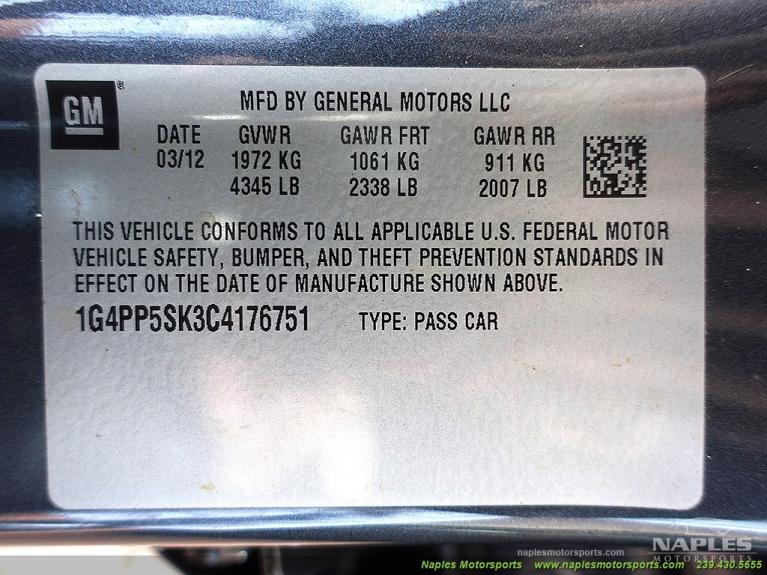 GM ®
MFD BY GENERAL MOTORS LLC
DATE GVWR GAWR FRT GAWR RR
03/12 1972 KG 1061 KG 911 KG
4345 LB 2338 LB 2007 LB
THIS VEHICLE CONFORMS TO ALL APPLICABLE U.S. FEDERAL MOTOR
VEHICLE SAFETY, BUMPER, AND THEFT PREVENTION STANDARDS IN
EFFECT ON THE DATE OF MANUFACTURE SHOWN ABOVE.
1G4PP5SK3C4176751 TYPE: PASS CAR
NAPLES
MOTORSPORTS
naplesmotorsports.com
Naples Motorsports www.naplesmotorsports.com 239.430.5655